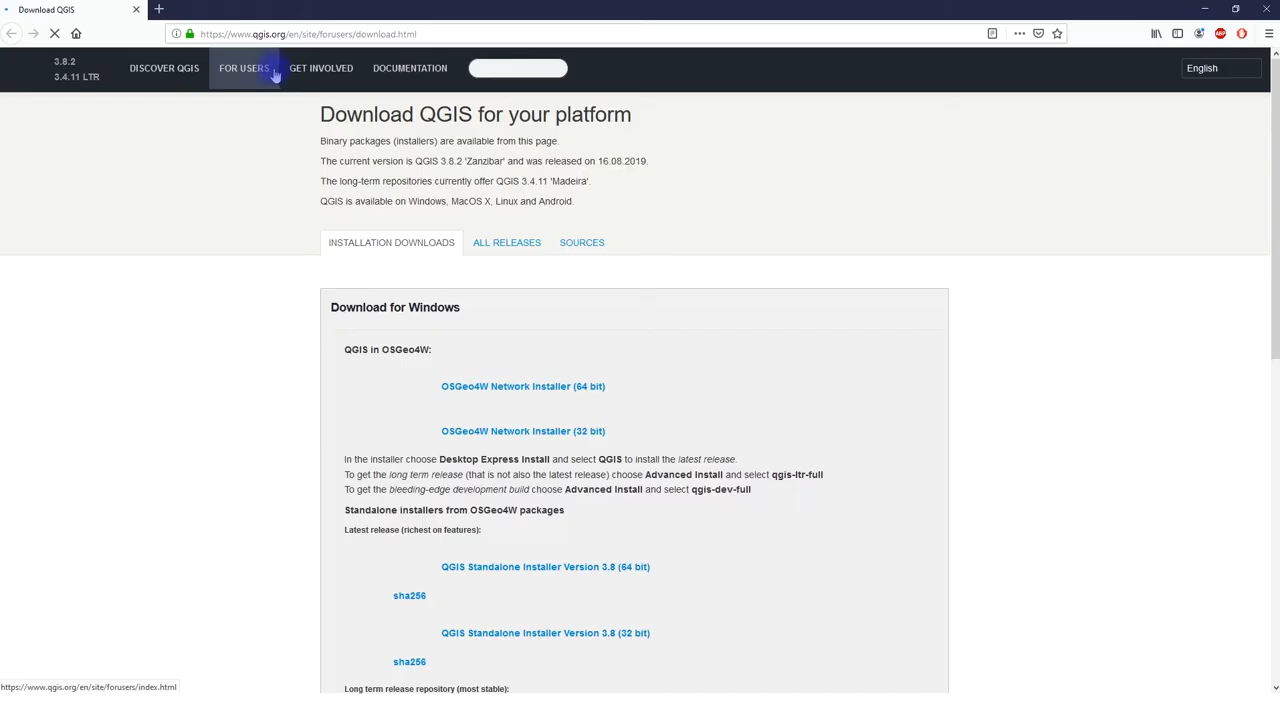 Download QGIS
https://www.qgis.org/en/site/forusers/download.html
3.8.2
3.4.11 LTR
DISCOVER QGIS
FOR USERS
GET INVOLVED
DOCUMENTATION
English
Download QGIS for your platform
Binary packages (installers) are available from this page.
The current version is QGIS 3.8.2 'Zanzibar' and was released on 16.08.2019.
The long-term repositories currently offer QGIS 3.4.11 'Madeira'.
QGIS is available on Windows, MacOS X, Linux and Android.
INSTALLATION DOWNLOADS
ALL RELEASES
SOURCES
Download for Windows
QGIS in OSGeo4W:
OSGeo4W Network Installer (64 bit)
OSGeo4W Network Installer (32 bit)
In the installer choose Desktop Express Install and select QGIS to install the latest release.
To get the long term release (that is not also the latest release) choose Advanced Install and select qgis-ltr-full
To get the bleeding-edge development build choose Advanced Install and select qgis-dev-full
Standalone installers from OSGeo4W packages
Latest release (richest on features):
QGIS Standalone Installer Version 3.8 (64 bit)
sha256
QGIS Standalone Installer Version 3.8 (32 bit)
sha256
Long term release repository (most stable):
https://www.qgis.org/en/site/forusers/index.html